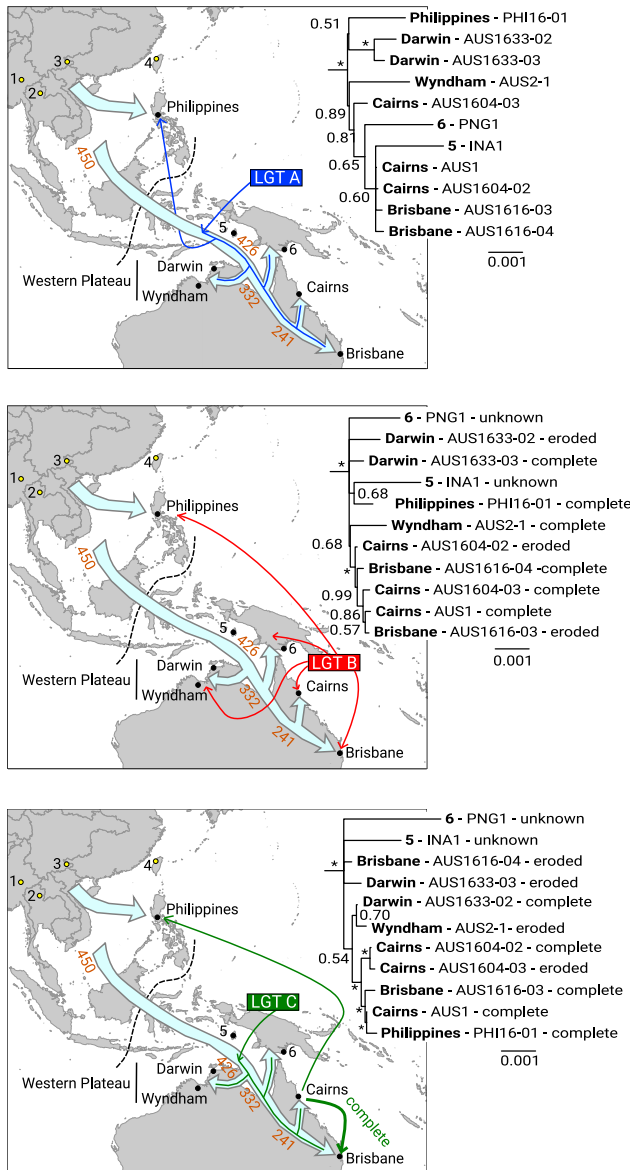 0.51
Philippines - PHI16-01
Darwin - AUS1633-02
Darwin - AUS1633-03
*
*
Wyndham - AUS2-1
0.89
Cairns - AUS1604-03
0.81
6 - PNG1
5 - INA1
0.65
Cairns - AUS1
0.60
Cairns - AUS1604-02
Brisbane - AUS1616-03
Brisbane - AUS1616-04
0.001
1
2
3
4
Philippines
450
LGT A
5
426
6
Darwin
Western Plateau
Wyndham
332
Cairns
241
Brisbane
6 - PNG1 - unknown
Darwin - AUS1633-02 - eroded
*
Darwin - AUS1633-03 - complete
5 - INA1 - unknown
0.68
Philippines - PHI16-01 - complete
Wyndham - AUS2-1 - complete
0.68
Cairns - AUS1604-02 - eroded
*
Brisbane - AUS1616-04 - complete
0.99
Cairns - AUS1604-03 - complete
0.86
Cairns - AUS1 - complete
0.57
Brisbane - AUS1616-03 - eroded
0.001
1
2
3
4
Philippines
450
5
426
6
Darwin
LGT B
Western Plateau
Wyndham
332
Cairns
241
Brisbane
6 - PNG1 - unknown
5 - INA1 - unknown
*
Brisbane - AUS1616-04 - eroded
Darwin - AUS1633-03 - eroded
Darwin - AUS1633-02 - complete
0.70
Wyndham - AUS2-1 - eroded
*
Cairns - AUS1604-02 - complete
0.54
Cairns - AUS1604-03 - eroded
*
Brisbane - AUS1616-03 - complete
*
Cairns - AUS1 - complete
*
Philippines - PHI16-01 - complete
0.001
1
2
3
4
Philippines
450
LGT C
5
6
Darwin
426
Western Plateau
Wyndham
332
Cairns
complete
241
Brisbane